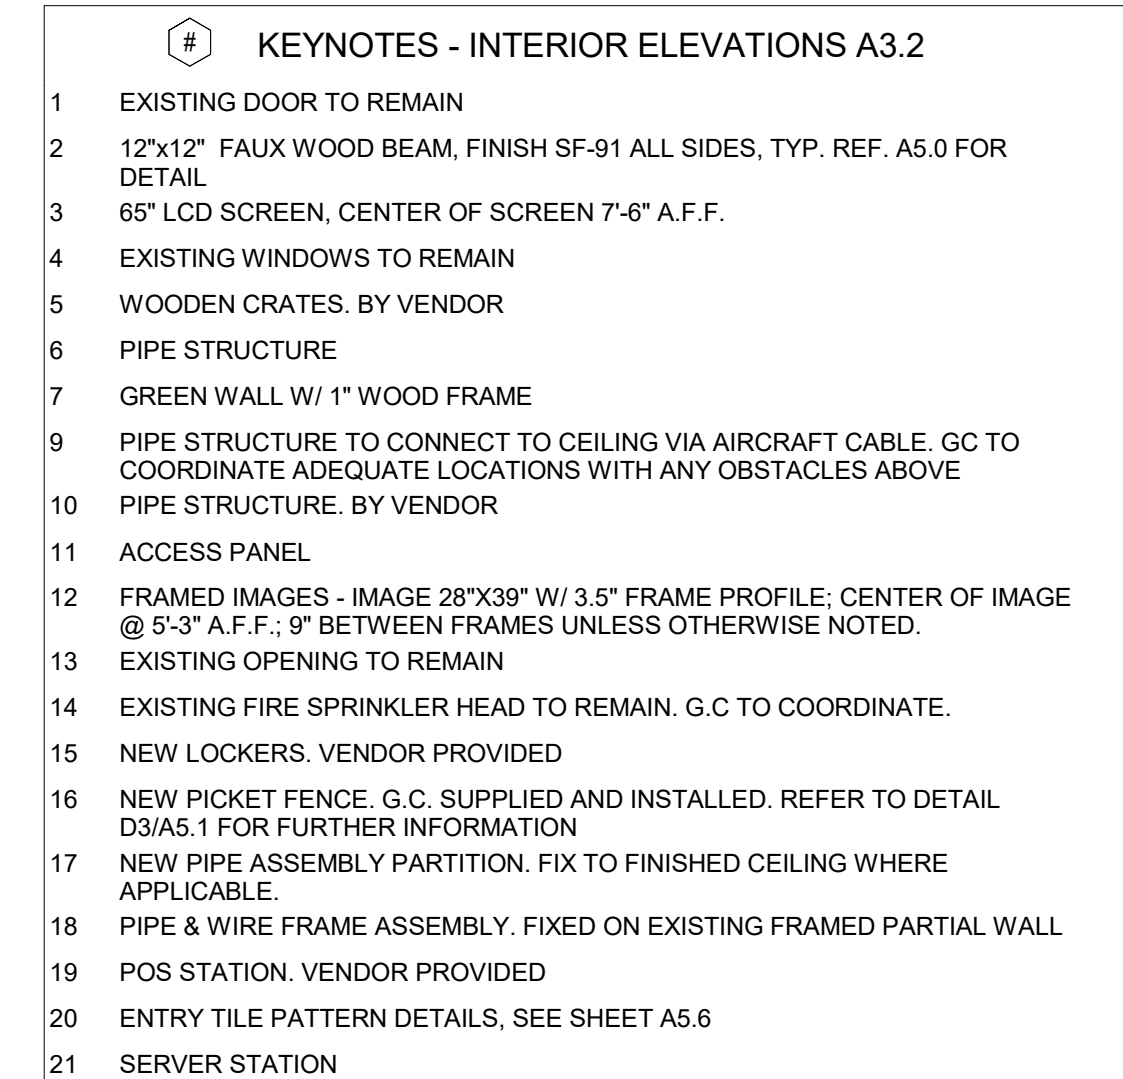 # KEYNOTES - INTERIOR ELEVATIONS A3.2
1 EXISTING DOOR TO REMAIN
2 12"x12" FAUX WOOD BEAM, FINISH SF-91 ALL SIDES, TYP. REF. A5.0 FOR
DETAIL
3 65" LCD SCREEN, CENTER OF SCREEN 7'-6" A.F.F.
4 EXISTING WINDOWS TO REMAIN
5 WOODEN CRATES. BY VENDOR
6 PIPE STRUCTURE
7 GREEN WALL W/ 1" WOOD FRAME
9 PIPE STRUCTURE TO CONNECT TO CEILING VIA AIRCRAFT CABLE. GC TO
COORDINATE ADEQUATE LOCATIONS WITH ANY OBSTACLES ABOVE
10 PIPE STRUCTURE. BY VENDOR
11 ACCESS PANEL
12 FRAMED IMAGES - IMAGE 28"X39" W/ 3.5" FRAME PROFILE; CENTER OF IMAGE
@ 5'-3" A.F.F.; 9" BETWEEN FRAMES UNLESS OTHERWISE NOTED.
13 EXISTING OPENING TO REMAIN
14 EXISTING FIRE SPRINKLER HEAD TO REMAIN. G.C TO COORDINATE.
15 NEW LOCKERS. VENDOR PROVIDED
16 NEW PICKET FENCE. G.C. SUPPLIED AND INSTALLED. REFER TO DETAIL
D3/A5.1 FOR FURTHER INFORMATION
17 NEW PIPE ASSEMBLY PARTITION. FIX TO FINISHED CEILING WHERE
APPLICABLE.
18 PIPE & WIRE FRAME ASSEMBLY. FIXED ON EXISTING FRAMED PARTIAL WALL
19 POS STATION. VENDOR PROVIDED
20 ENTRY TILE PATTERN DETAILS, SEE SHEET A5.6
21 SERVER STATION